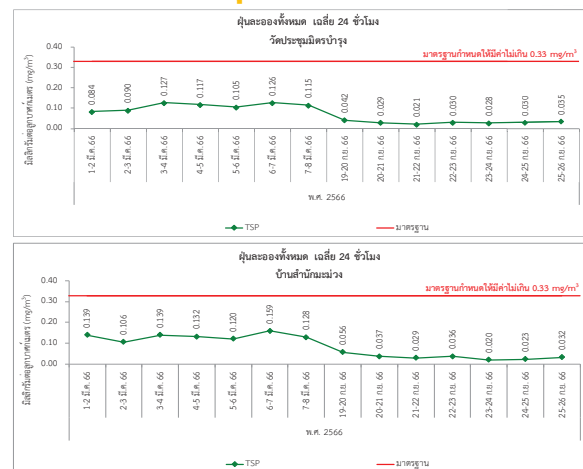 ฝุ่นละอองทั้งหมด เฉลี่ย 24 ชั่วโมง
วัดประชุมมิตรบำรุง
มาตรฐานกำหนดให้มีค่าไม่เกิน 0.33 mg/m³
มิลลิกรัมต่อลูกบาศก์เมตร (mg/m³)
0.40
0.30
0.20
0.10
0.00
0.084 0.090 0.127 0.117 0.105 0.126 0.115 0.042 0.029 0.021 0.030 0.028 0.030 0.035
1-2 มี.ค. 66 2-3 มี.ค. 66 3-4 มี.ค. 66 4-5 มี.ค. 66 5-6 มี.ค. 66 6-7 มี.ค. 66 7-8 มี.ค. 66 19-20 ก.ย. 66 20-21 ก.ย. 66 21-22 ก.ย. 66 22-23 ก.ย. 66 23-24 ก.ย. 66 24-25 ก.ย. 66 25-26 ก.ย. 66
พ.ศ. 2566
TSP มาตรฐาน
ฝุ่นละอองทั้งหมด เฉลี่ย 24 ชั่วโมง
บ้านสำนักมะม่วง
มาตรฐานกำหนดให้มีค่าไม่เกิน 0.33 mg/m³
มิลลิกรัมต่อลูกบาศก์เมตร (mg/m³)
0.40
0.30
0.20
0.10
0.00
0.139 0.106 0.139 0.132 0.120 0.159 0.128 0.056 0.037 0.029 0.036 0.020 0.023 0.032
1-2 มี.ค. 66 2-3 มี.ค. 66 3-4 มี.ค. 66 4-5 มี.ค. 66 5-6 มี.ค. 66 6-7 มี.ค. 66 7-8 มี.ค. 66 19-20 ก.ย. 66 20-21 ก.ย. 66 21-22 ก.ย. 66 22-23 ก.ย. 66 23-24 ก.ย. 66 24-25 ก.ย. 66 25-26 ก.ย. 66
พ.ศ. 2566
TSP มาตรฐาน